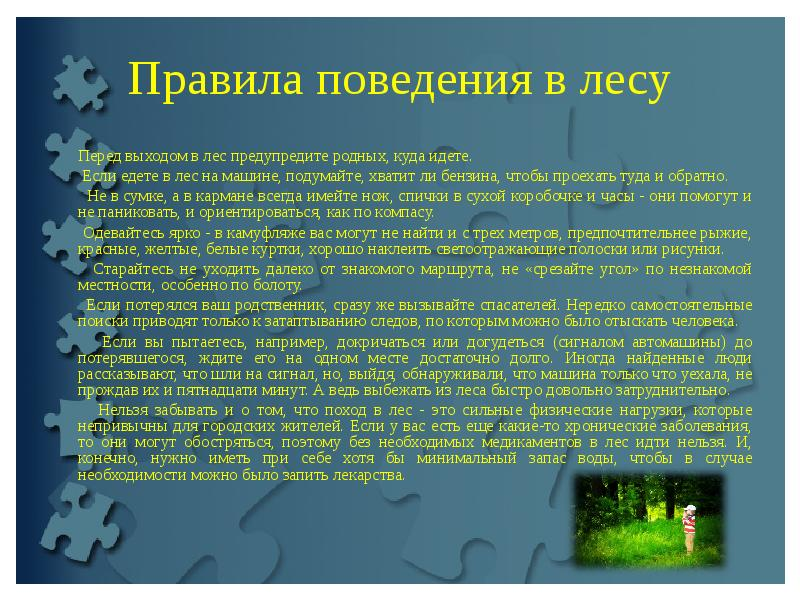 Правила поведения в лесу
Перед выходом в лес предупредите родных, куда идете.
Если едете в лес на машине, подумайте, хватит ли бензина, чтобы проехать туда и обратно.
Не в сумке, а в кармане всегда имейте нож, спички в сухой коробочке и часы - они помогут и
не паниковать, и ориентироваться, как по компасу.
Одевайтесь ярко - в камуфляже вас могут не найти и с трех метров, предпочтительнее рыжие,
красные, желтые, белые куртки, хорошо наклеить светоотражающие полоски или рисунки.
Старайтесь не уходить далеко от знакомого маршрута, не «срезайте угол» по незнакомой
местности, особенно по болоту.
Если потерялся ваш родственник, сразу же вызывайте спасателей. Нередко самостоятельные
поиски приводят только к затаптыванию следов, по которым можно было отыскать человека.
Если вы пытаетесь, например, докричаться или догудеться (сигналом автомашины) до
потерявшегося, ждите его на одном месте достаточно долго. Иногда найденные люди
рассказывают, что шли на сигнал, но, выйдя, обнаруживали, что машина только что уехала, не
прождав их и пятнадцати минут. А ведь выбежать из леса быстро довольно затруднительно.
Нельзя забывать и о том, что поход в лес - это сильные физические нагрузки, которые
непривычны для городских жителей. Если у вас есть еще какие-то хронические заболевания,
то они могут обостряться, поэтому без необходимых медикаментов в лес идти нельзя. И,
конечно, нужно иметь при себе хотя бы минимальный запас воды, чтобы в случае
необходимости можно было запить лекарства.